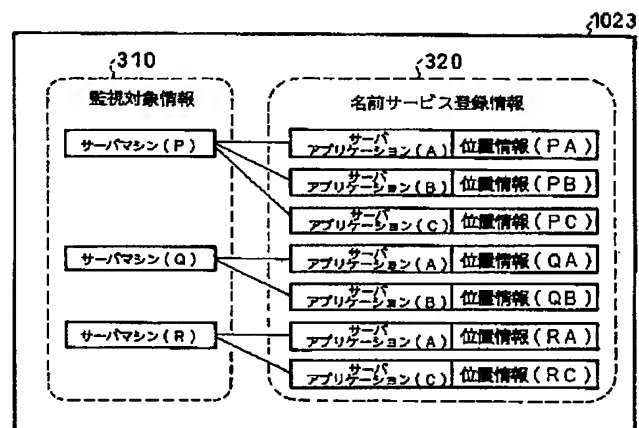 1023
310
320
監視対象情報
名前サービス登録情報
サーバマシン(P)
サーバ
アプリケーション(A) 位置情報(PA)
サーバ
アプリケーション(B) 位置情報(PB)
サーバ
アプリケーション(C) 位置情報(PC)
サーバマシン(Q)
サーバ
アプリケーション(A) 位置情報(QA)
サーバ
アプリケーション(B) 位置情報(QB)
サーバマシン(R)
サーバ
アプリケーション(A) 位置情報(RA)
サーバ
アプリケーション(C) 位置情報(RC)